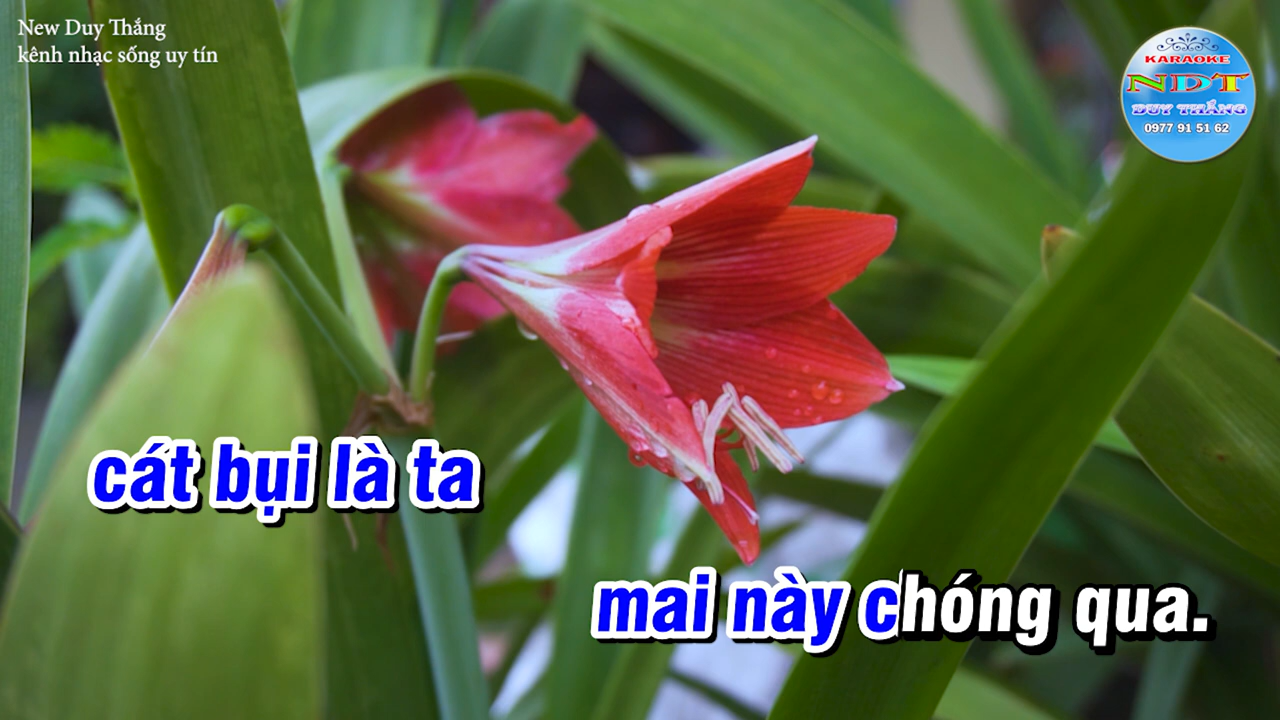 New Duy Thắng
kênh nhạc sống uy tín
KARAOKE
NDT
DUY THẮNG
0977 91 51 62
cát bụi là ta
mai này chóng qua.